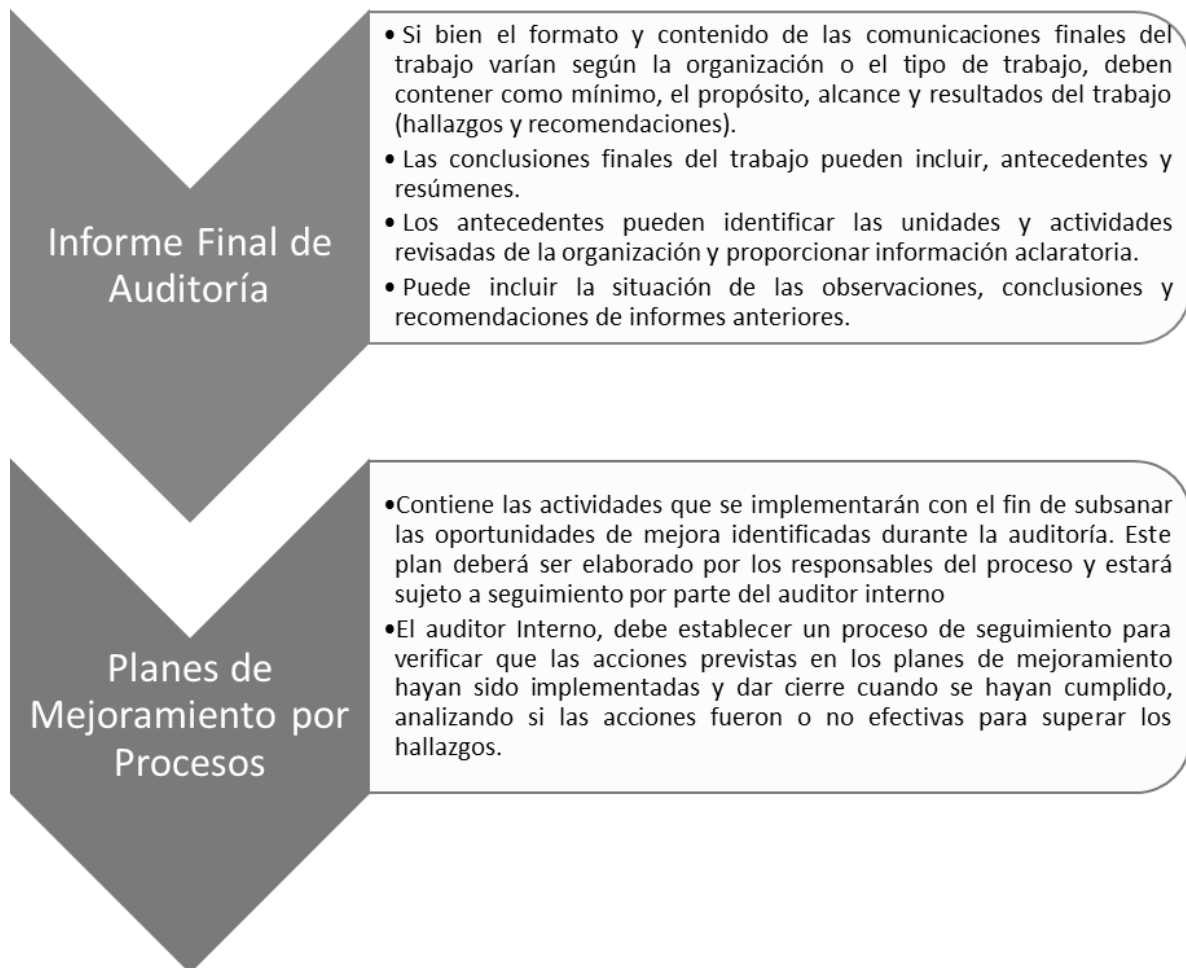 • Si bien el formato y contenido de las comunicaciones finales del
trabajo varían según la organización o el tipo de trabajo, deben
contener como mínimo, el propósito, alcance y resultados del trabajo
(hallazgos y recomendaciones).
• Las conclusiones finales del trabajo pueden incluir, antecedentes y
resúmenes.
• Los antecedentes pueden identificar las unidades y actividades
revisadas de la organización y proporcionar información aclaratoria.
• Puede incluir la situación de las observaciones, conclusiones y
recomendaciones de informes anteriores.
Informe Final de
Auditoría
•Contiene las actividades que se implementarán con el fin de subsanar
las oportunidades de mejora identificadas durante la auditoría. Este
plan deberá ser elaborado por los responsables del proceso y estará
sujeto a seguimiento por parte del auditor interno
•El auditor Interno, debe establecer un proceso de seguimiento para
verificar que las acciones previstas en los planes de mejoramiento
hayan sido implementadas y dar cierre cuando se hayan cumplido,
analizando si las acciones fueron o no efectivas para superar los
hallazgos.
Planes de
Mejoramiento por
Procesos